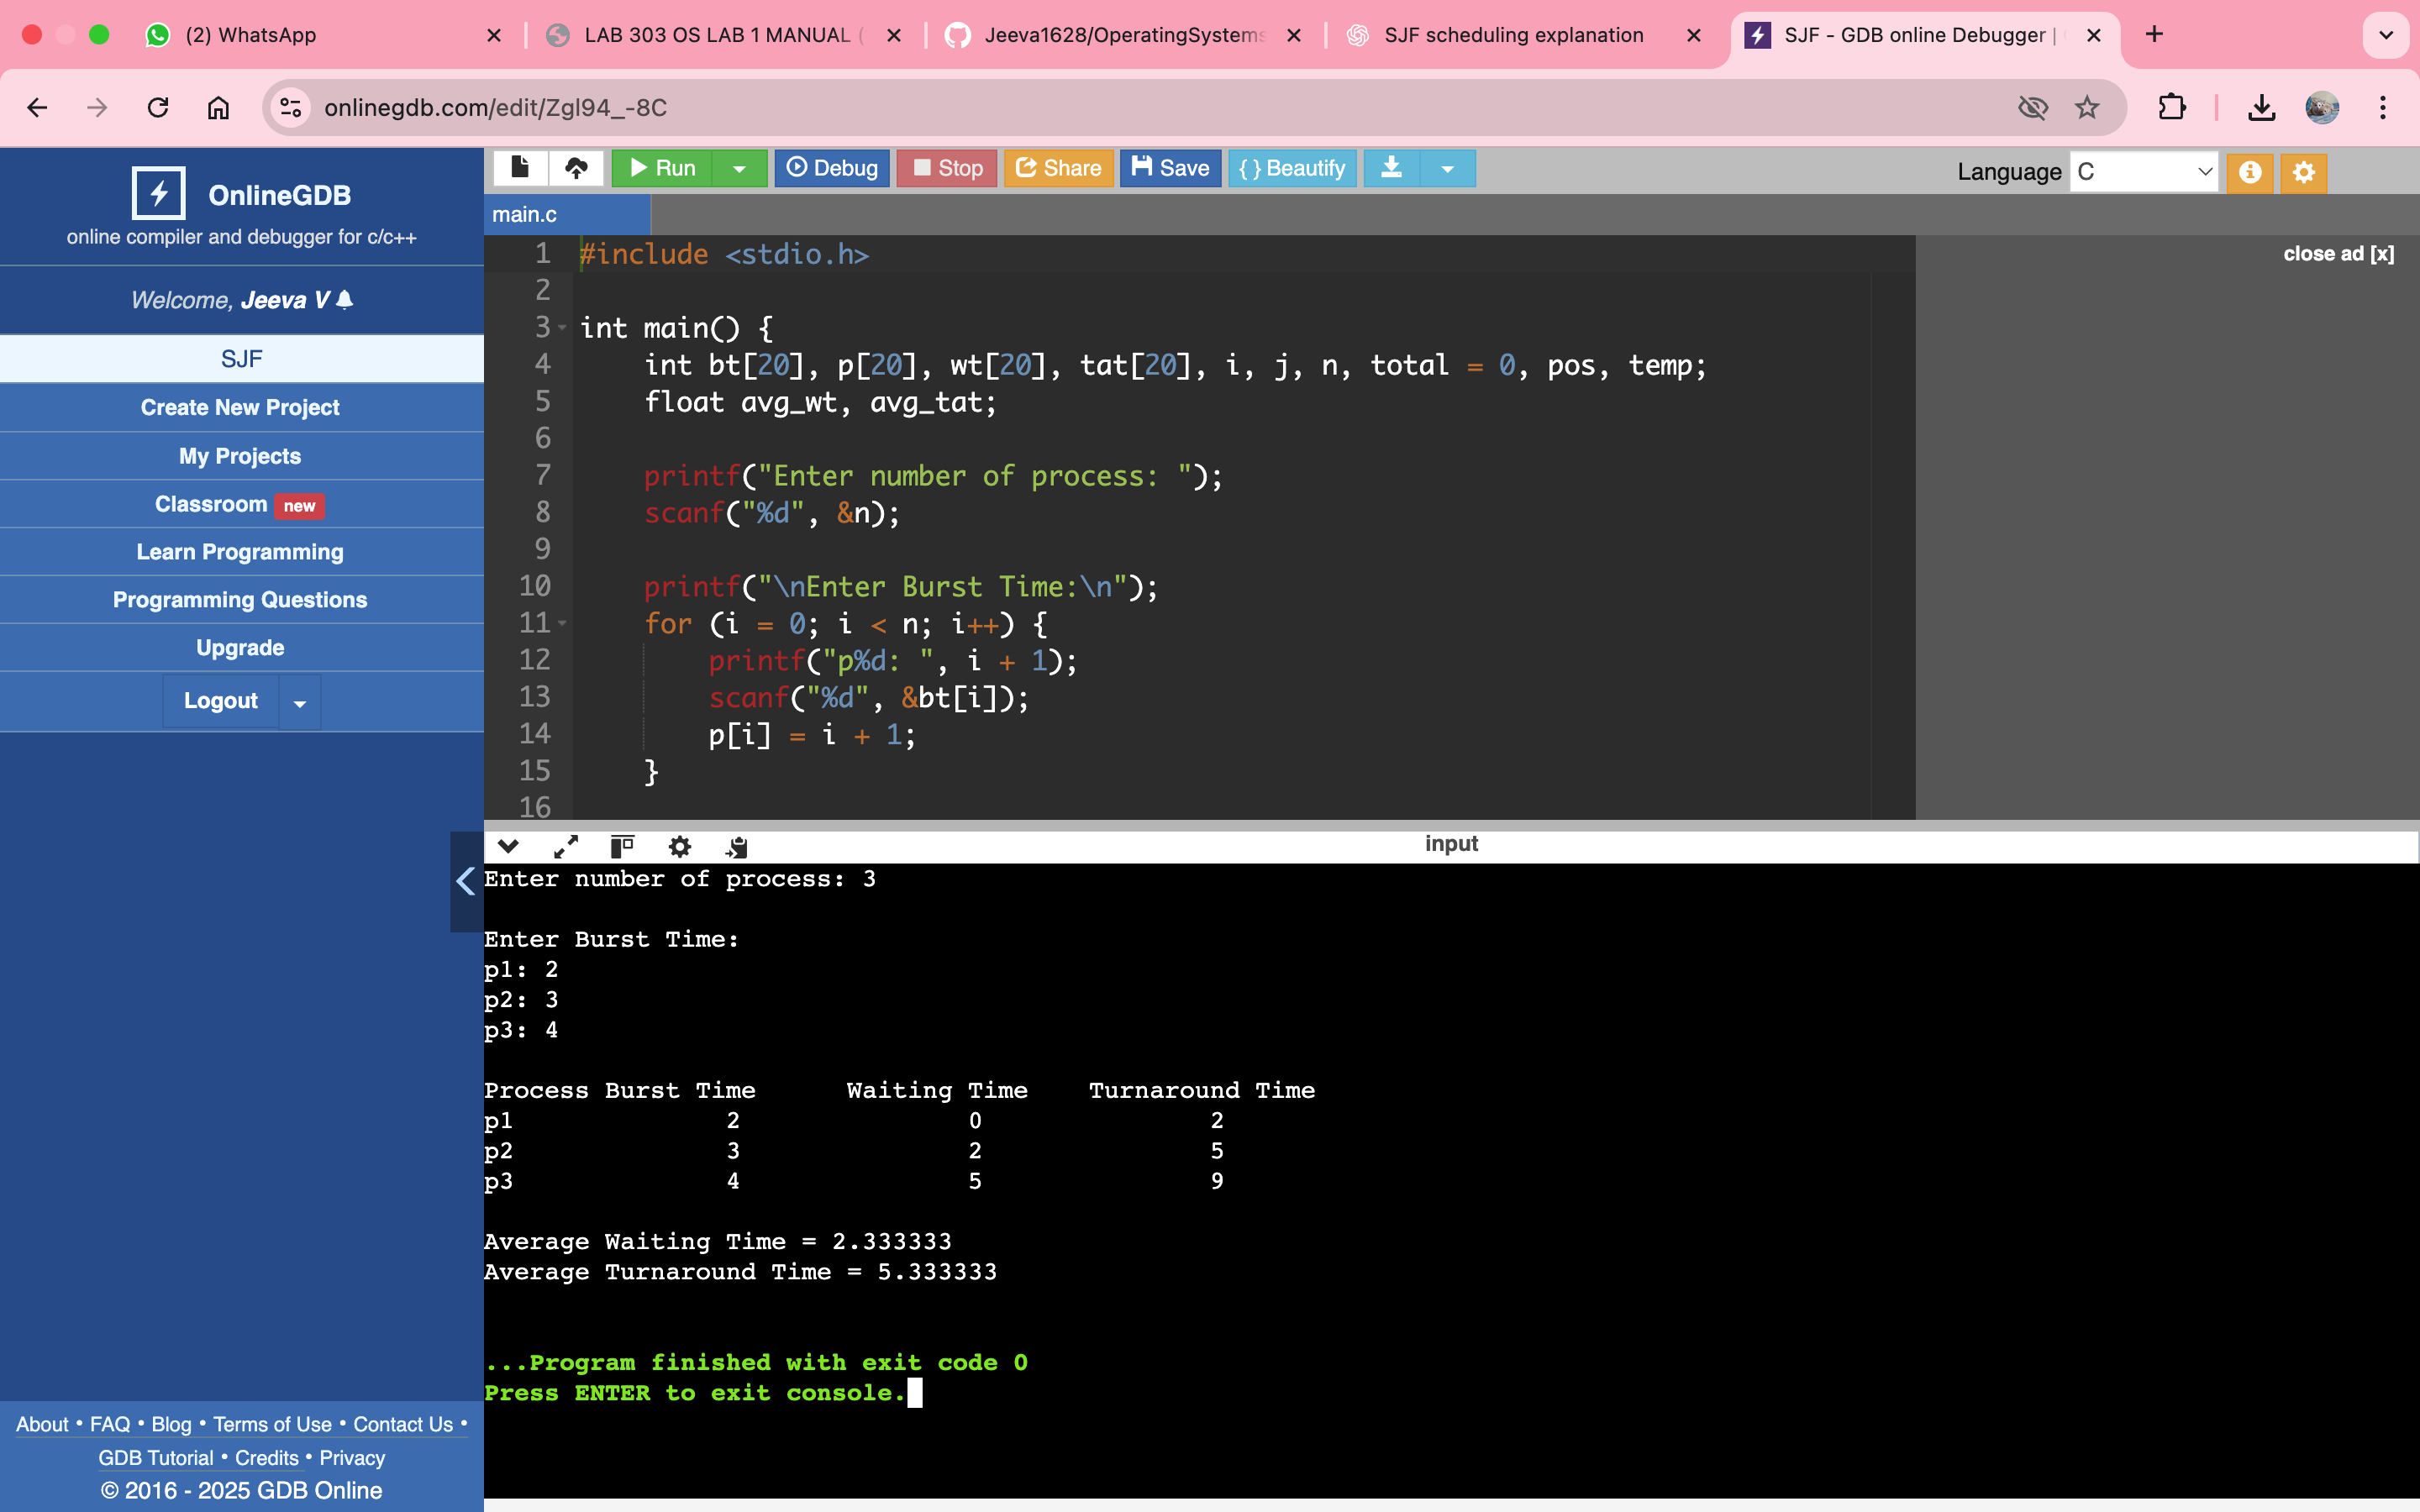 (2) WhatsApp
LAB 303 OS LAB 1 MANUAL (
Jeeva1628/OperatingSystems
SJF scheduling explanation
SJF - GDB online Debugger |
onlinegdb.com/edit/Zgl94_-8C
OnlineGDB
online compiler and debugger for c/c++
Welcome, Jeeva V
SJF
Create New Project
My Projects
Classroom new
Learn Programming
Programming Questions
Upgrade
Logout
About • FAQ • Blog • Terms of Use • Contact Us •
GDB Tutorial • Credits • Privacy
© 2016 - 2025 GDB Online
Run
Debug
Stop
Share
Save
{ } Beautify
Language C
main.c
close ad [x]
1 #include <stdio.h>
2
3 int main() {
4 int bt[20], p[20], wt[20], tat[20], i, j, n, total = 0, pos, temp;
5 float avg_wt, avg_tat;
6
7 printf("Enter number of process: ");
8 scanf("%d", &n);
9
10 printf("\nEnter Burst Time:\n");
11 for (i = 0; i < n; i++) {
12 printf("p%d: ", i + 1);
13 scanf("%d", &bt[i]);
14 p[i] = i + 1;
15 }
16
input
Enter number of process: 3
Enter Burst Time:
p1: 2
p2: 3
p3: 4
Process Burst Time Waiting Time Turnaround Time
p1 2 0 2
p2 3 2 5
p3 4 5 9
Average Waiting Time = 2.333333
Average Turnaround Time = 5.333333
...Program finished with exit code 0
Press ENTER to exit console.